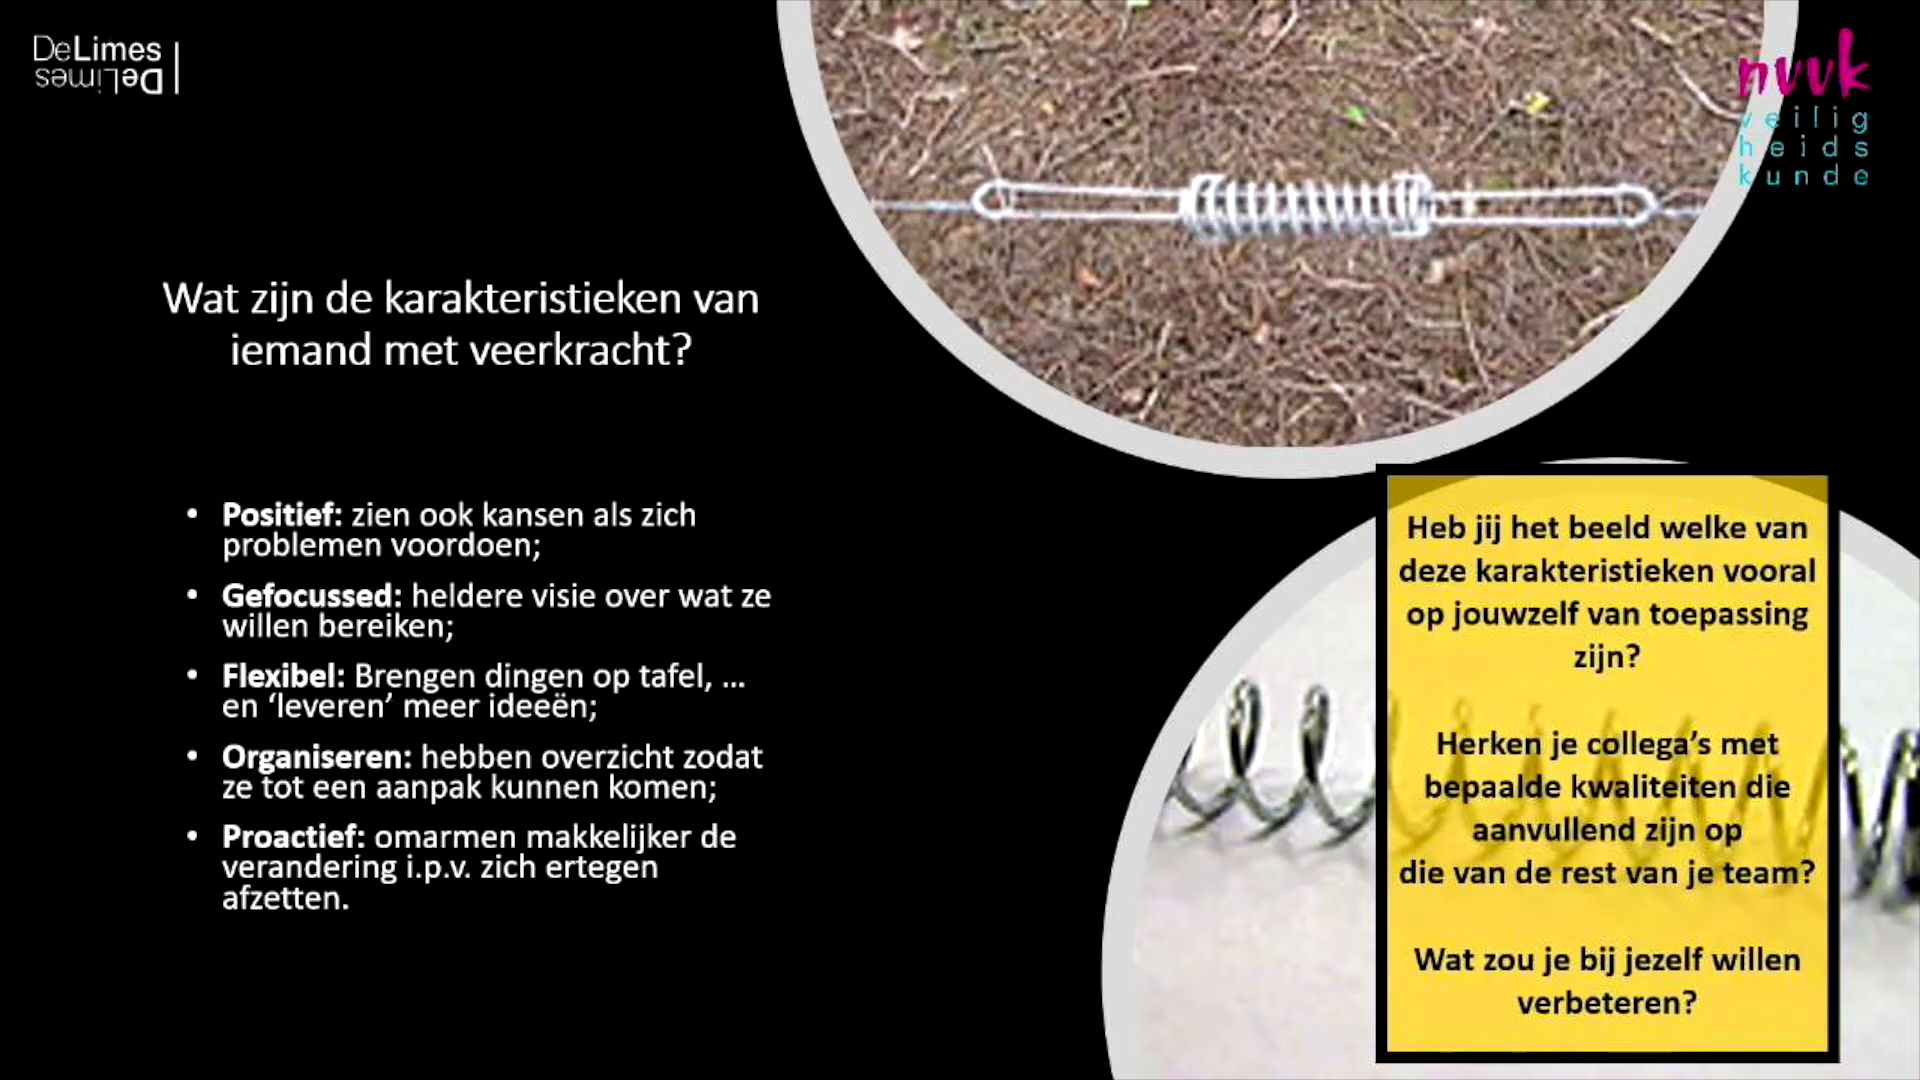 DeLimes
DeLimes
nvvk
veilig
heids
kunde
Wat zijn de karakteristieken van
iemand met veerkracht?
• Positief: zien ook kansen als zich
problemen voordoen;
• Gefocussed: heldere visie over wat ze
willen bereiken;
• Flexibel: Brengen dingen op tafel, ...
en ‘leveren’ meer ideeën;
• Organiseren: hebben overzicht zodat
ze tot een aanpak kunnen komen;
• Proactief: omarmen makkelijker de
verandering i.p.v. zich ertegen
afzetten.
Heb jij het beeld welke van
deze karakteristieken vooral
op jouwzelf van toepassing
zijn?
Herken je collega’s met
bepaalde kwaliteiten die
aanvullend zijn op
die van de rest van je team?
Wat zou je bij jezelf willen
verbeteren?